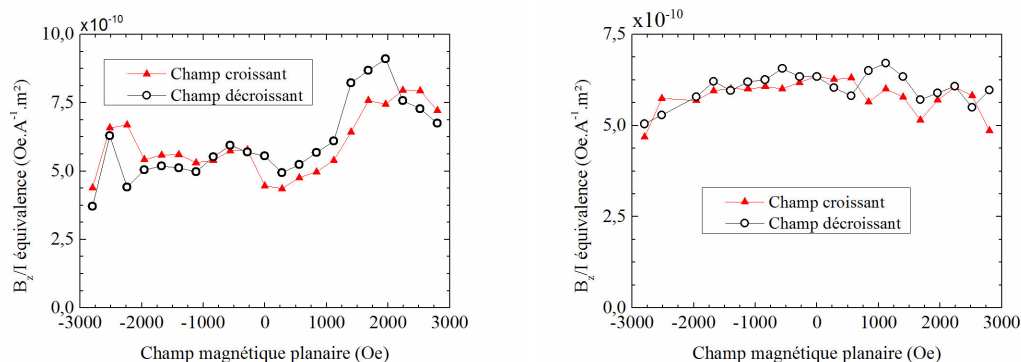 10,0 x10⁻¹⁰
7,5
5,0
2,5
0,0
-3000 -2000 -1000 0 1000 2000 3000
B_z/I équivalence (Oe.A⁻¹.m²)
Champ magnétique planaire (Oe)
Champ croissant
Champ décroissant
x10⁻¹⁰
7,5
5,0
2,5
0,0
-3000 -2000 -1000 0 1000 2000 3000
B_z/I équivalence (Oe.A⁻¹.m²)
Champ magnétique planaire (Oe)
Champ croissant
Champ décroissant